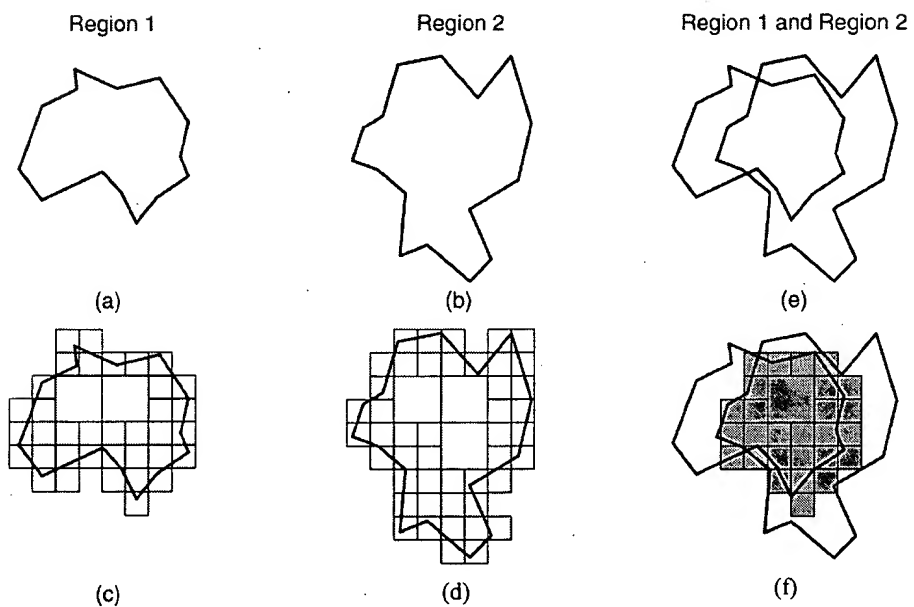 Region 1
Region 2
Region 1 and Region 2
(a)
(b)
(e)
(c)
(d)
(f)